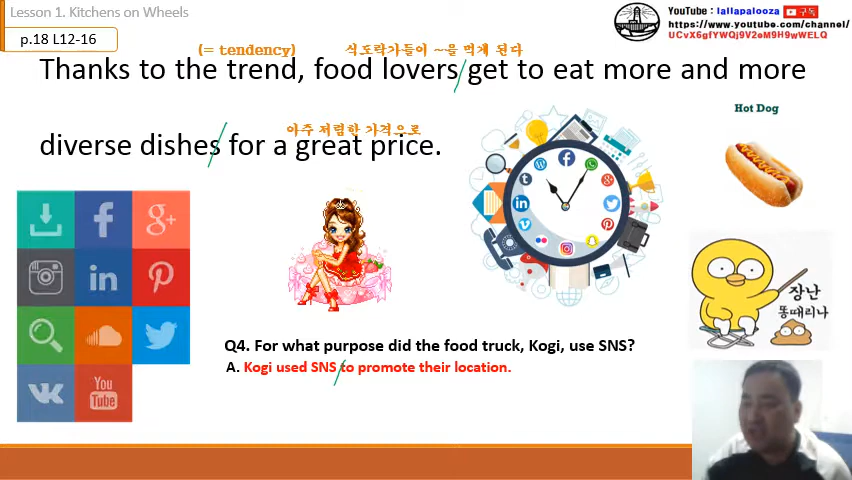 Lesson 1. Kitchens on Wheels
YouTube : lallapalooza 구독
https://www.youtube.com/channel/
UCvX6gfYWQj9V2eM9H9wWELQ
p.18 L12-16
(= tendency) 식도락가들이 ~을 먹게 된다
Thanks to the trend, food lovers get to eat more and more
아주 저렴한 가격으로
diverse dishes for a great price.
Hot Dog
장난
똥때리나
Q4. For what purpose did the food truck, Kogi, use SNS?
A. Kogi used SNS to promote their location.
You
Tube